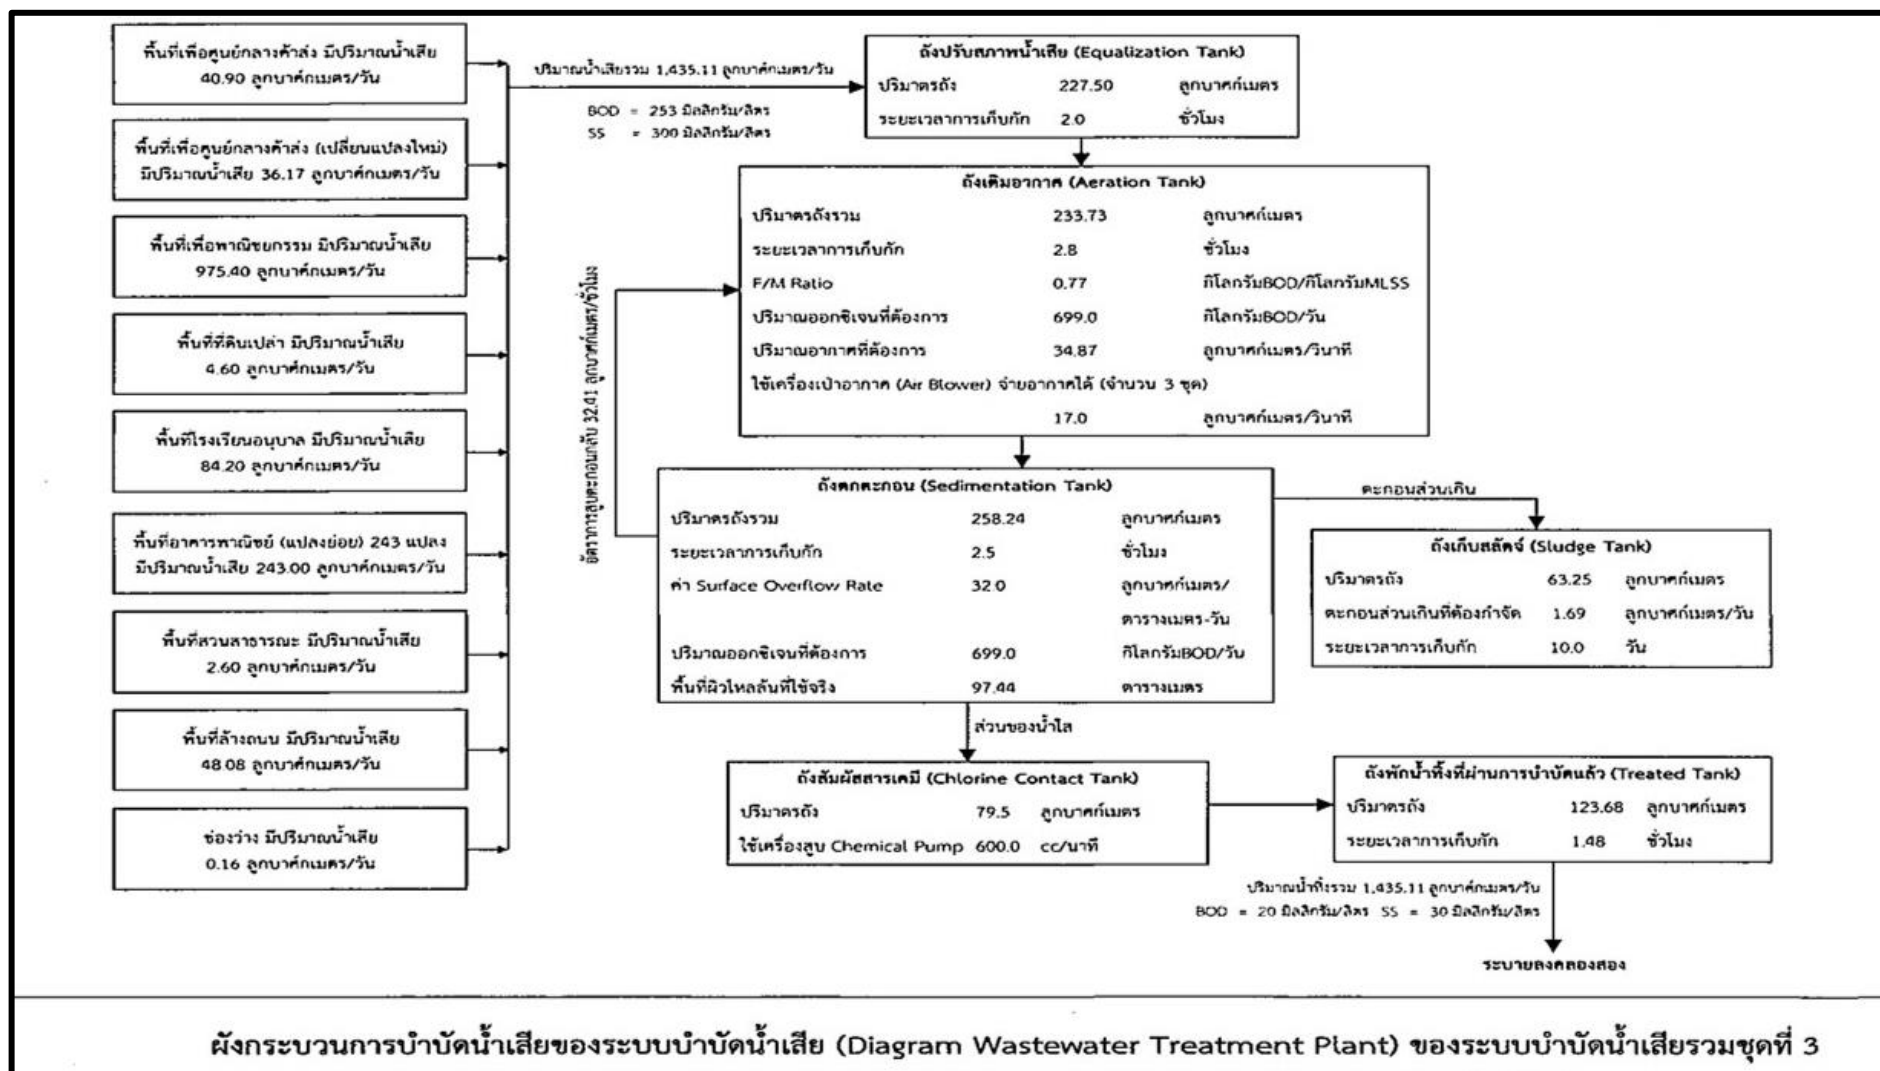 พื้นที่เพื่อศูนย์กลางค้าส่ง มีปริมาณน้ำเสีย
40.90 ลูกบาศ์กเมตร/วัน
พื้นที่เพื่อศูนย์กลางค้าส่ง (เปลี่ยนแปลงใหม่)
มีปริมาณน้ำเสีย 36.17 ลูกบาศ์กเมตร/วัน
พื้นที่เพื่อพาณิชยกรรม มีปริมาณน้ำเสีย
975.40 ลูกบาศ์กเมตร/วัน
พื้นที่ที่ดินเปล่า มีปริมาณน้ำเสีย
4.60 ลูกบาศ์กเมตร/วัน
พื้นที่โรงเรียนอนุบาล มีปริมาณน้ำเสีย
84.20 ลูกบาศ์กเมตร/วัน
พื้นที่อาคารพาณิชย์ (แปลงย่อย) 243 แปลง
มีปริมาณน้ำเสีย 243.00 ลูกบาศ์กเมตร/วัน
พื้นที่สวนสาธารณะ มีปริมาณน้ำเสีย
2.60 ลูกบาศ์กเมตร/วัน
พื้นที่ล้างถนน มีปริมาณน้ำเสีย
48.08 ลูกบาศ์กเมตร/วัน
ช่องว่าง มีปริมาณน้ำเสีย
0.16 ลูกบาศ์กเมตร/วัน
ปริมาณน้ำเสียรวม 1,435.11 ลูกบาศ์กเมตร/วัน
BOD = 253 มิลลิกรัม/ลิตร
SS = 300 มิลลิกรัม/ลิตร
ถังปรับสภาพน้ำเสีย (Equalization Tank)
ปริมาตรถัง 227.50 ลูกบาศก์เมตร
ระยะเวลาการเก็บกัก 2.0 ชั่วโมง
ถังเติมอากาศ (Aeration Tank)
ปริมาตรถังรวม 233.73 ลูกบาศก์เมตร
ระยะเวลาการเก็บกัก 2.8 ชั่วโมง
F/M Ratio 0.77 กิโลกรัมBOD/กิโลกรัมMLSS
ปริมาณออกซิเจนที่ต้องการ 699.0 กิโลกรัมBOD/วัน
ปริมาณอากาศที่ต้องการ 34.87 ลูกบาศก์เมตร/วินาที
ใช้เครื่องเป่าอากาศ (Air Blower) จ่ายอากาศได้ (จำนวน 3 ชุด)
17.0 ลูกบาศก์เมตร/วินาที
อัตราการสูบตะกอนกลับ 32.41 ลูกบาศก์เมตร/ชั่วโมง
ถังตกตะกอน (Sedimentation Tank)
ปริมาตรถังรวม 258.24 ลูกบาศก์เมตร
ระยะเวลาการเก็บกัก 2.5 ชั่วโมง
ค่า Surface Overflow Rate 32.0 ลูกบาศก์เมตร/
ตารางเมตร-วัน
ปริมาณออกซิเจนที่ต้องการ 699.0 กิโลกรัมBOD/วัน
พื้นที่ผิวไหลล้นที่ใช้จริง 97.44 ตารางเมตร
ตะกอนส่วนเกิน
ถังเก็บสลัดจ์ (Sludge Tank)
ปริมาตรถัง 63.25 ลูกบาศก์เมตร
ตะกอนส่วนเกินที่ต้องกำจัด 1.69 ลูกบาศก์เมตร/วัน
ระยะเวลาการเก็บกัก 10.0 วัน
ส่วนของน้ำใส
ถังสัมผัสสารเคมี (Chlorine Contact Tank)
ปริมาตรถัง 79.5 ลูกบาศก์เมตร
ใช้เครื่องสูบ Chemical Pump 600.0 cc/นาที
ถังพักน้ำทิ้งที่ผ่านการบำบัดแล้ว (Treated Tank)
ปริมาตรถัง 123.68 ลูกบาศก์เมตร
ระยะเวลาการเก็บกัก 1.48 ชั่วโมง
ปริมาณน้ำทิ้งรวม 1,435.11 ลูกบาศ์กเมตร/วัน
BOD = 20 มิลลิกรัม/ลิตร SS = 30 มิลลิกรัม/ลิตร
ระบายลงคลองสอง
ผังกระบวนการบำบัดน้ำเสียของระบบบำบัดน้ำเสีย (Diagram Wastewater Treatment Plant) ของระบบบำบัดน้ำเสียรวมชุดที่ 3